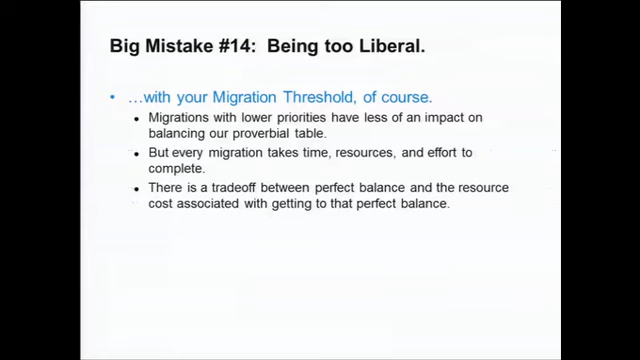 Big Mistake #14:  Being too Liberal.
• …with your Migration Threshold, of course.
• Migrations with lower priorities have less of an impact on
balancing our proverbial table.
• But every migration takes time, resources, and effort to
complete.
• There is a tradeoff between perfect balance and the resource
cost associated with getting to that perfect balance.